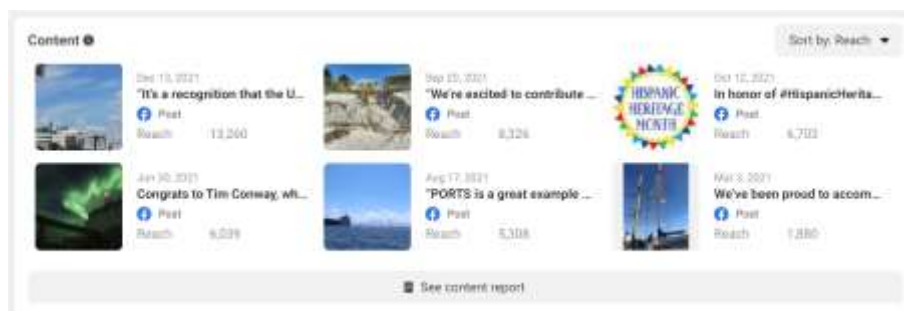 Content
Sort by: Reach
Dec 13, 2021
"It's a recognition that the U...
Post
Reach 13,260
Sep 20, 2021
"We're excited to contribute ...
Post
Reach 8,326
HISPANIC
HERITAGE
MONTH
Oct 12, 2021
In honor of #HispanicHerita...
Post
Reach 6,703
Jun 30, 2021
Congrats to Tim Conway, wh...
Post
Reach 6,039
Aug 17, 2021
"PORTS is a great example ...
Post
Reach 5,308
Mar 3, 2021
We've been proud to accom...
Post
Reach 1,880
See content report